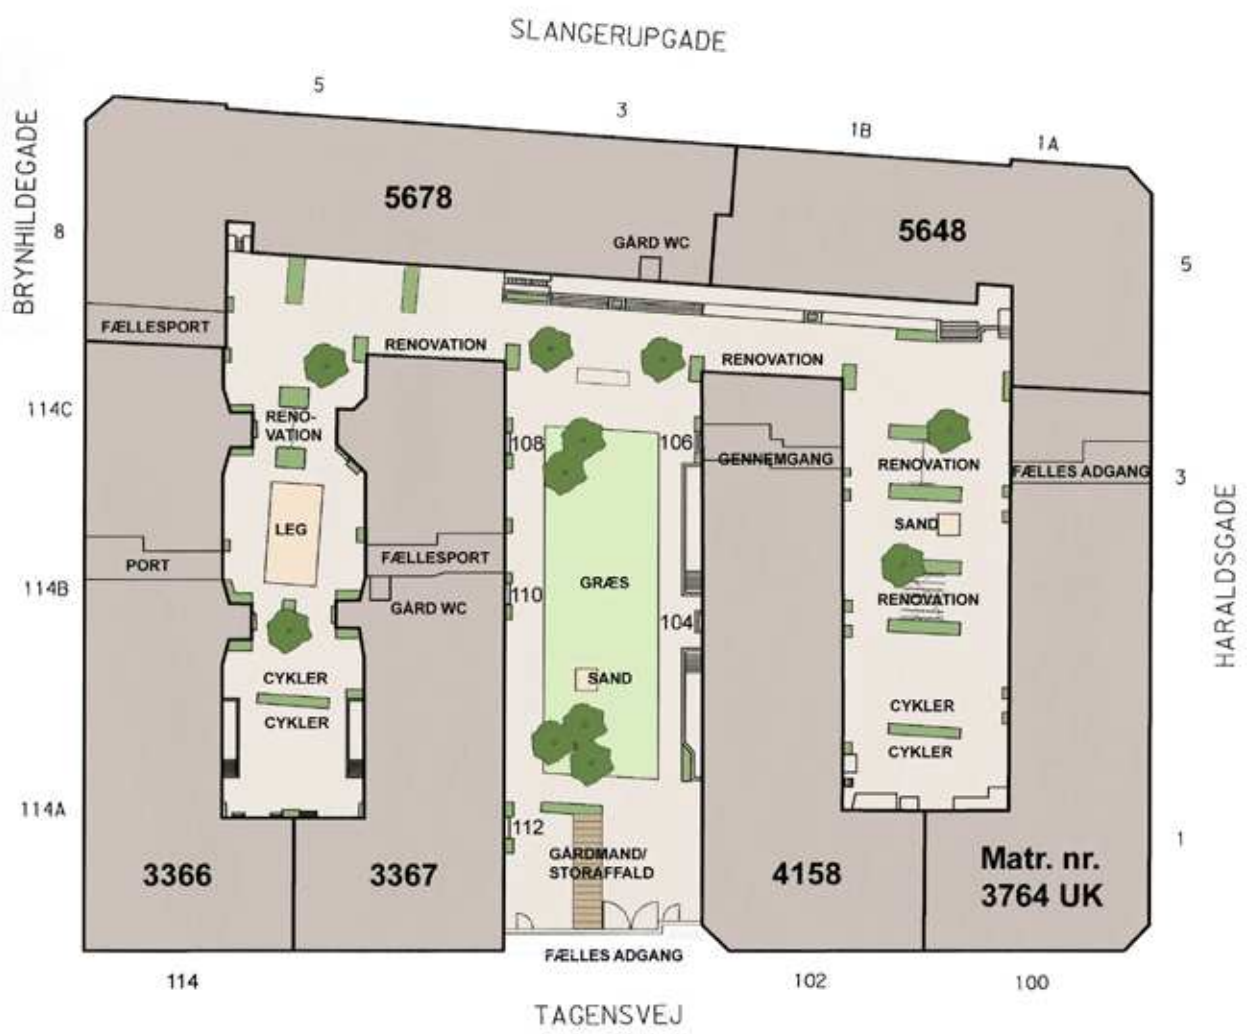 SLANGERUPGADE
5
3
1B
1A
BRYNHILDEGADE
8
5678
5648
5
GÅRD WC
FÆLLESPORT
RENOVATION
RENOVATION
114C
RENO-
VATION
108
106
GENNEMGANG
RENOVATION
FÆLLES ADGANG
3
LEG
SAND
HARALDSGADE
PORT
FÆLLESPORT
114B
GÅRD WC
110
GRÆS
104
RENOVATION
CYKLER
CYKLER
SAND
CYKLER
CYKLER
114A
112
GÅRDMAND/
STORAFFALD
1
3366
3367
4158
Matr. nr.
3764 UK
FÆLLES ADGANG
114
102
100
TAGENSVEJ